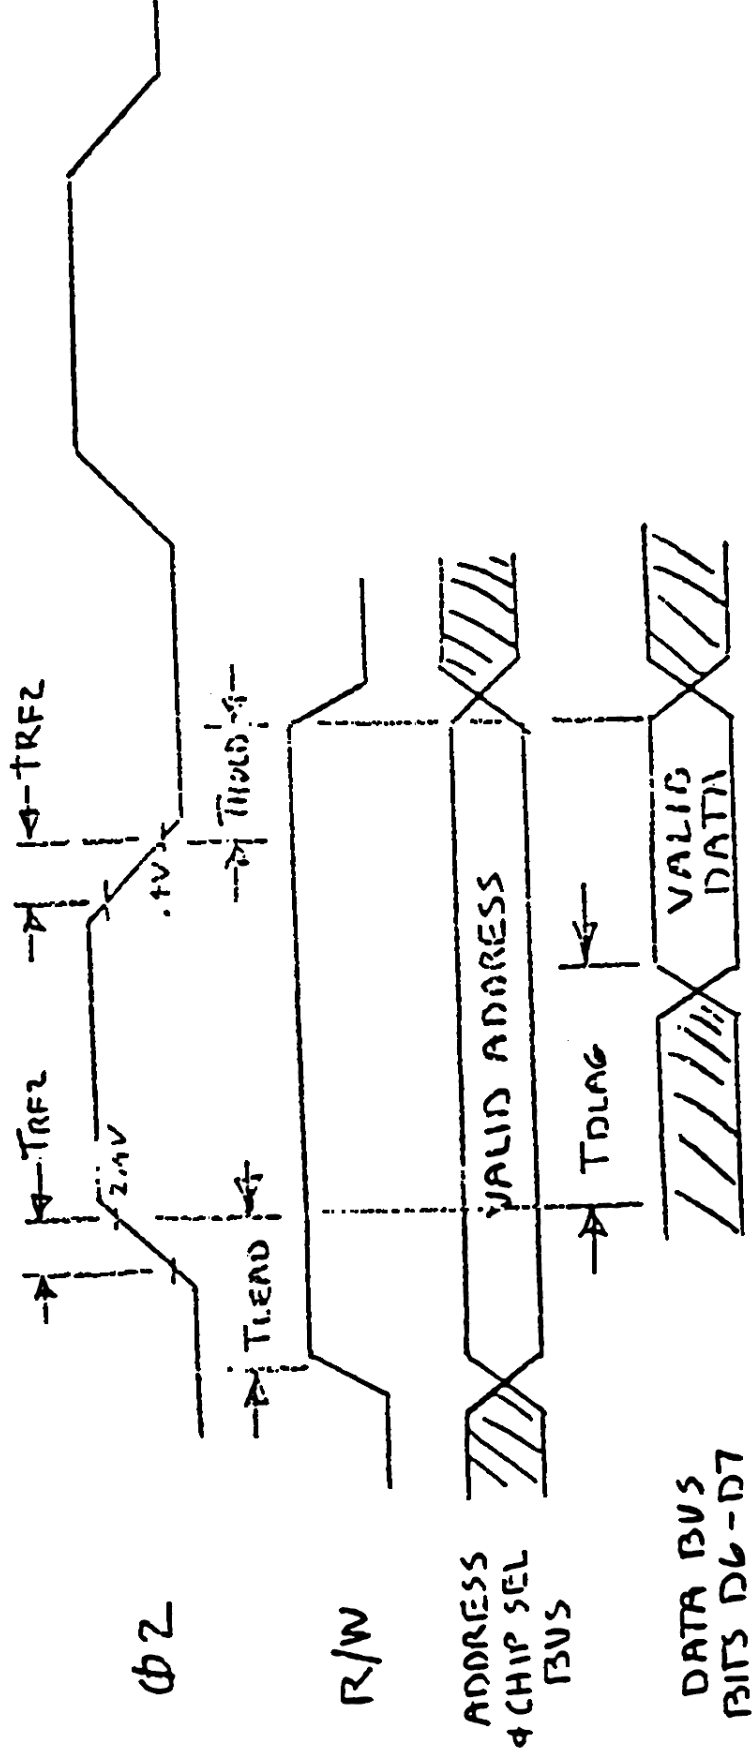 TRF2
TRF2
Φ2
2.4V
.4V
TLEAD
THOLD
R/W
ADDRESS
& CHIP SEL
BUS
VALID ADDRESS
TDLAG
DATA BUS
BITS D6-D7
VALID
DATA